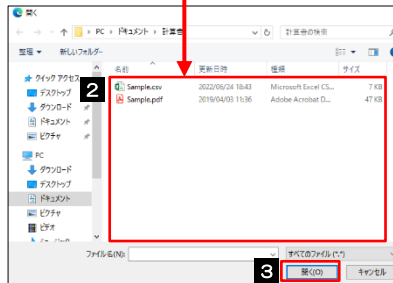 開く
PC › ドキュメント › 計算舎
計算舎の検索
整理 新しいフォルダー
名前 更新日時 種類 サイズ
クイック アクセス
デスクトップ
ダウンロード
ドキュメント
ピクチャ
PC
ダウンロード
デスクトップ
ドキュメント
ピクチャ
ビデオ
2
Sample.csv 2022/06/24 18:43 Microsoft Excel CS... 7 KB
Sample.pdf 2019/04/03 11:36 Adobe Acrobat D... 47 KB
ファイル名(N): すべてのファイル (*.*)
3
開く(O) キャンセル